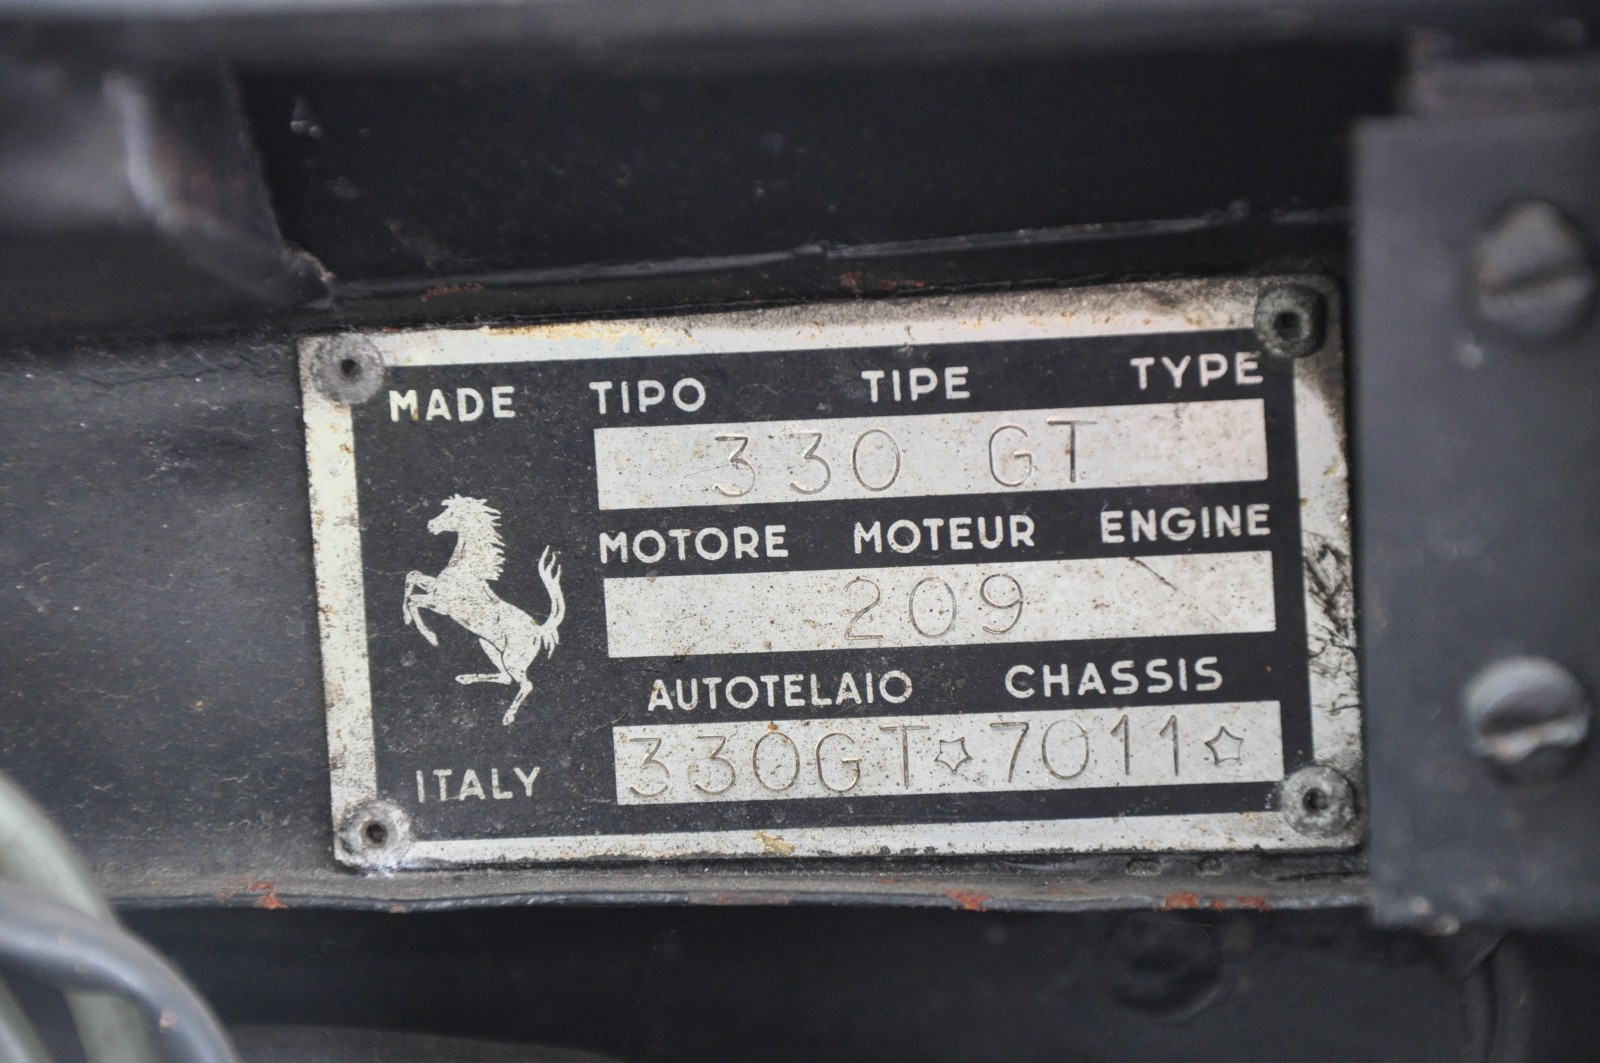 MADE TIPO TIPE TYPE
330 GT
MOTORE MOTEUR ENGINE
209
AUTOTELAIO CHASSIS
330GT☆7011☆
ITALY